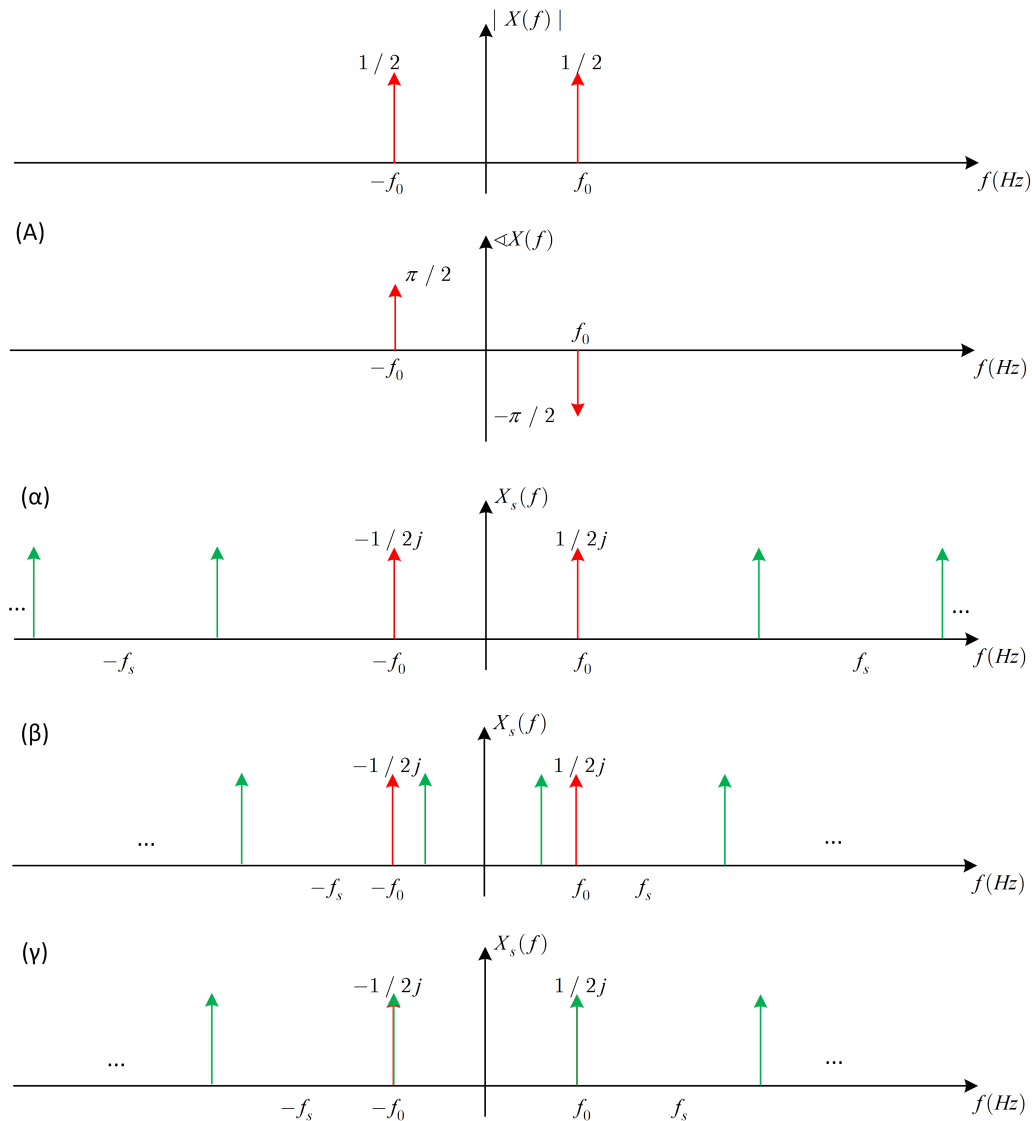 | X(f) |
1 / 2 1 / 2
−f₀ f₀ f(Hz)
(A)
∢X(f)
π / 2
f₀
−f₀ f(Hz)
−π / 2
(α)
Xₛ(f)
−1 / 2j 1 / 2j
... ...
−fₛ −f₀ f₀ fₛ f(Hz)
(β)
Xₛ(f)
−1 / 2j 1 / 2j
... ...
−fₛ −f₀ f₀ fₛ f(Hz)
(γ)
Xₛ(f)
−1 / 2j 1 / 2j
... ...
−fₛ −f₀ f₀ fₛ f(Hz)